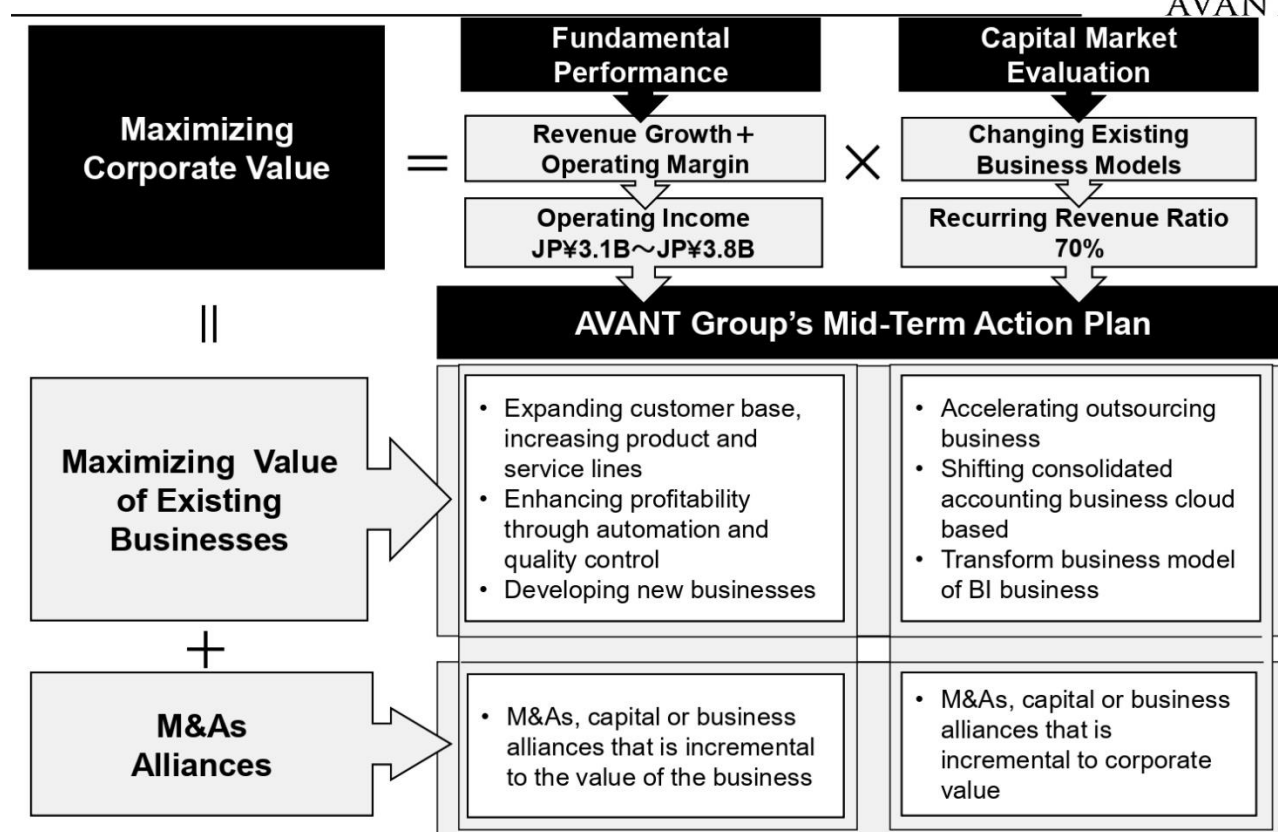 AVAN
Fundamental
Performance
Capital Market
Evaluation
Maximizing
Corporate Value
=
Revenue Growth+
Operating Margin
×
Changing Existing
Business Models
Operating Income
JP¥3.1B～JP¥3.8B
Recurring Revenue Ratio
70%
=
AVANT Group's Mid-Term Action Plan
Maximizing Value
of Existing
Businesses
• Expanding customer base,
increasing product and
service lines
• Enhancing profitability
through automation and
quality control
• Developing new businesses
• Accelerating outsourcing
business
• Shifting consolidated
accounting business cloud
based
• Transform business model
of BI business
+
M&As
Alliances
• M&As, capital or business
alliances that is incremental
to the value of the business
• M&As, capital or business
alliances that is
incremental to corporate
value